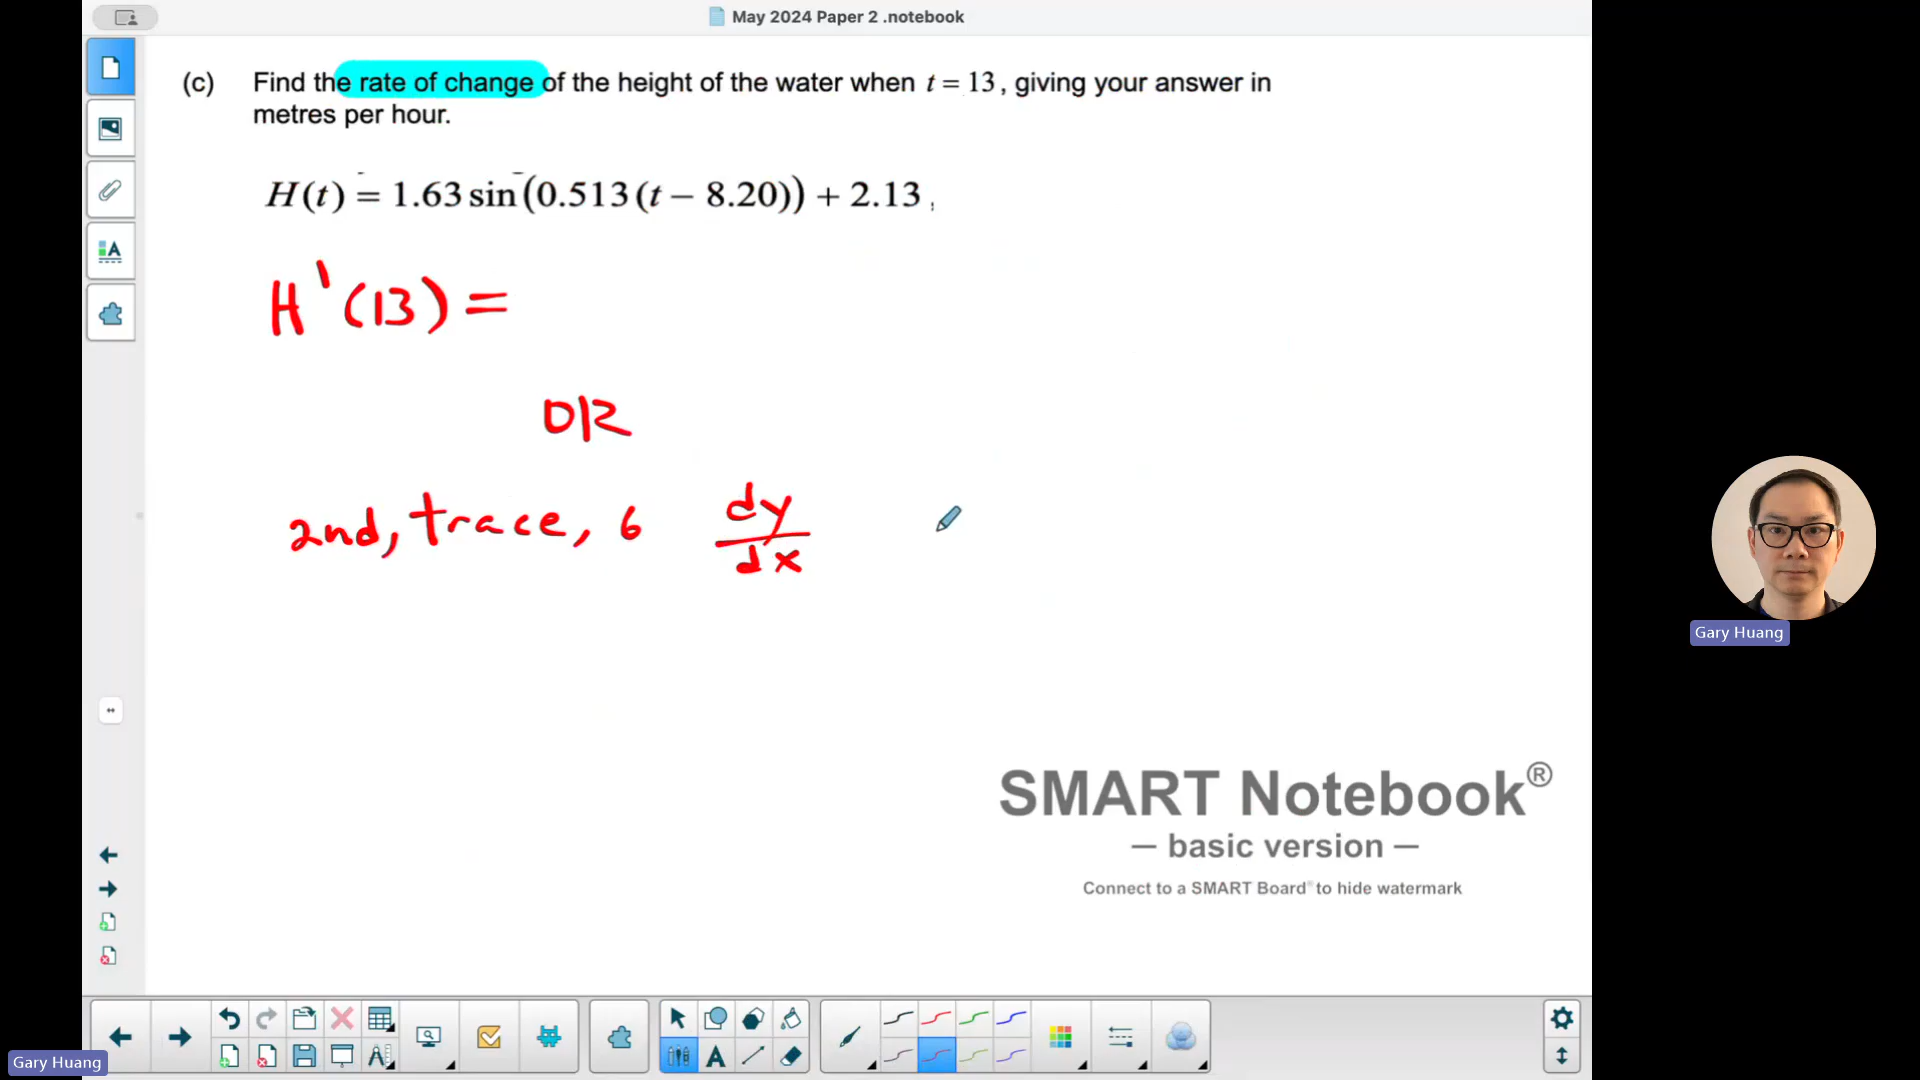 May 2024 Paper 2 .notebook
(c) Find the rate of change of the height of the water when t = 13, giving your answer in
metres per hour.
H(t) = 1.63 sin(0.513(t − 8.20)) + 2.13 ,
H'(13) =
OR
2nd, trace, 6 dy/dx
Gary Huang
SMART Notebook®
— basic version —
Connect to a SMART Board® to hide watermark
Gary Huang